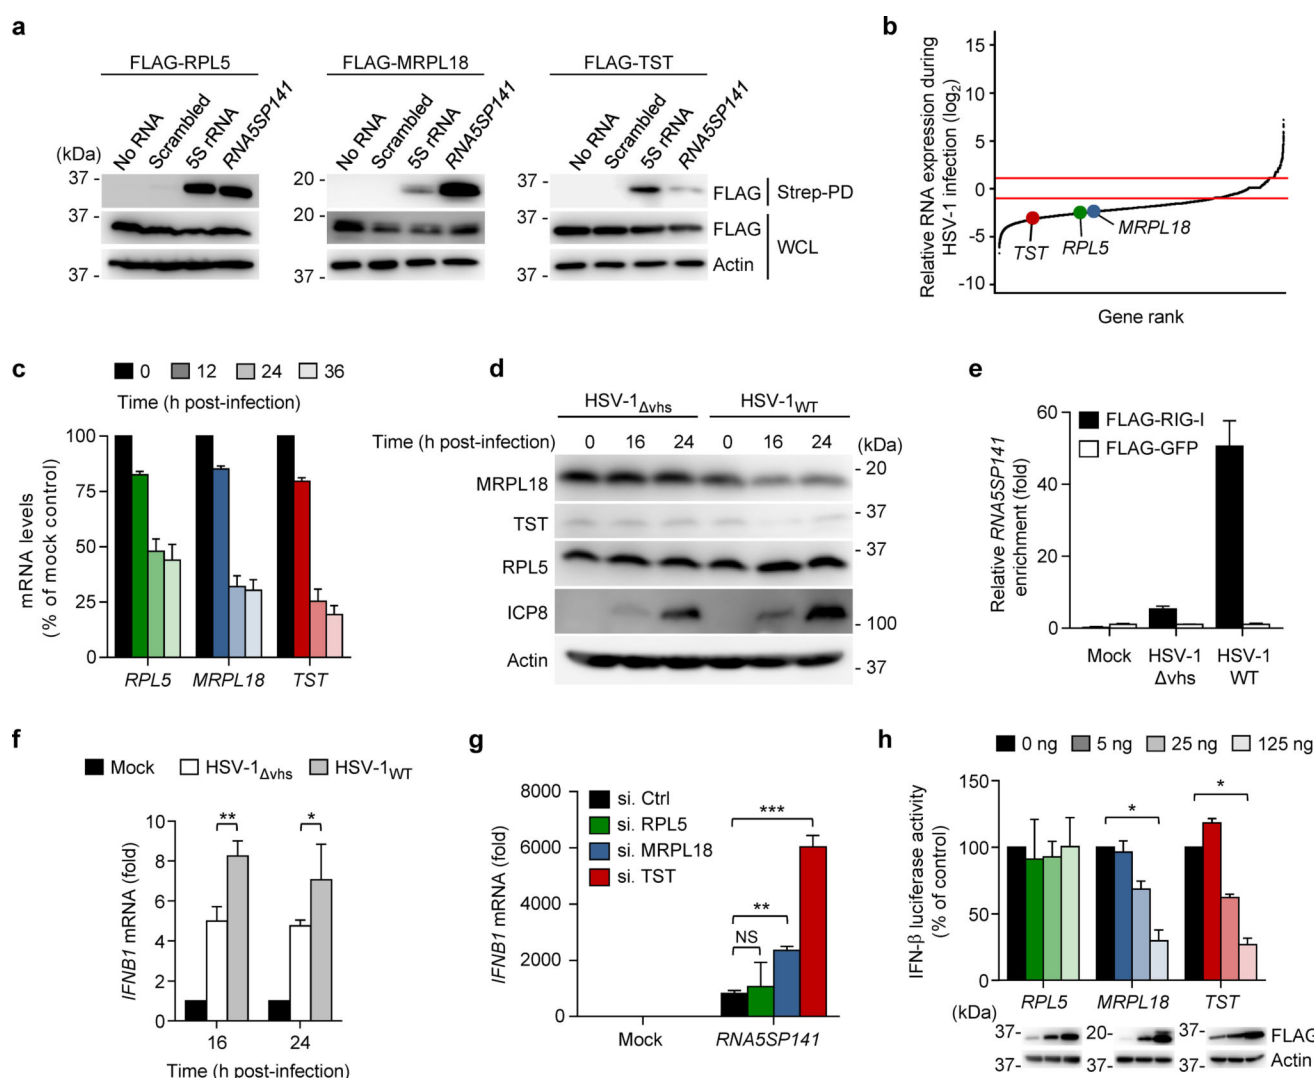 a
FLAG-RPL5
FLAG-MRPL18
FLAG-TST
No RNA
Scrambled
5S rRNA
RNA5SP141
No RNA
Scrambled
5S rRNA
RNA5SP141
No RNA
Scrambled
5S rRNA
RNA5SP141
(kDa)
37 -
37 -
37 -
20 -
20 -
37 -
37 -
37 -
37 -
FLAG
Strep-PD
FLAG
Actin
WCL
b
Relative RNA expression during
HSV-1 infection (log2)
15
10
5
0
-5
-10
TST
RPL5
MRPL18
Gene rank
c
0
12
24
36
Time (h post-infection)
mRNA levels
(% of mock control)
100
75
50
25
0
RPL5
MRPL18
TST
d
HSV-1Δvhs
HSV-1WT
Time (h post-infection)
0 16 24 0 16 24
(kDa)
MRPL18
- 20
TST
- 37
RPL5
- 37
ICP8
- 100
Actin
- 37
e
Relative RNA5SP141
enrichment (fold)
60
40
20
0
FLAG-RIG-I
FLAG-GFP
Mock
HSV-1
Δvhs
HSV-1
WT
f
Mock
HSV-1Δvhs
HSV-1WT
IFNB1 mRNA (fold)
10
8
6
4
2
0
**
*
16
24
Time (h post-infection)
g
IFNB1 mRNA (fold)
8000
6000
4000
2000
0
si. Ctrl
si. RPL5
si. MRPL18
si. TST
***
**
NS
Mock
RNA5SP141
h
0 ng
5 ng
25 ng
125 ng
IFN-β luciferase activity
(% of control)
150
100
50
0
*
*
RPL5
MRPL18
TST
(kDa)
37-
20-
37-
FLAG
37-
37-
37-
Actin